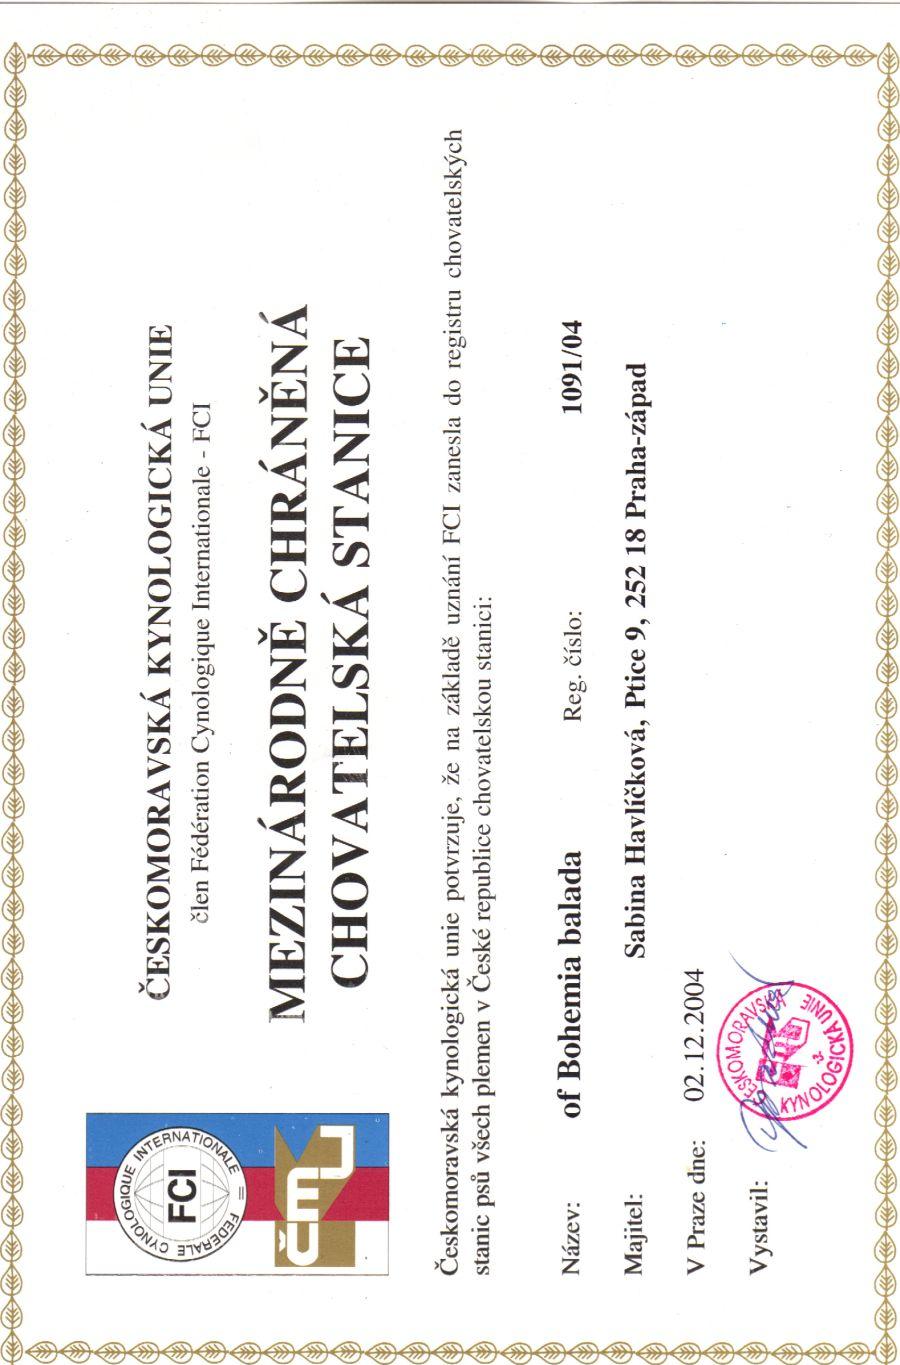 FEDERALE CYNOLOGIQUE INTERNATIONALE =
FCI
ČMJ
ČESKOMORAVSKÁ KYNOLOGICKÁ UNIE
člen Fédération Cynologique Internationale - FCI
MEZINÁRODNĚ CHRÁNĚNÁ
CHOVATELSKÁ STANICE
Českomoravská kynologická unie potvrzuje, že na základě uznání FCI zanesla do registru chovatelských
stanic psů všech plemen v České republice chovatelskou stanici:
Název: of Bohemia balada Reg. číslo: 1091/04
Majitel: Sabina Havlíčková, Ptice 9, 252 18 Praha-západ
V Praze dne: 02.12.2004
Vystavil:
ČESKOMORAVSKÁ
KYNOLOGICKÁ UNIE
-3-